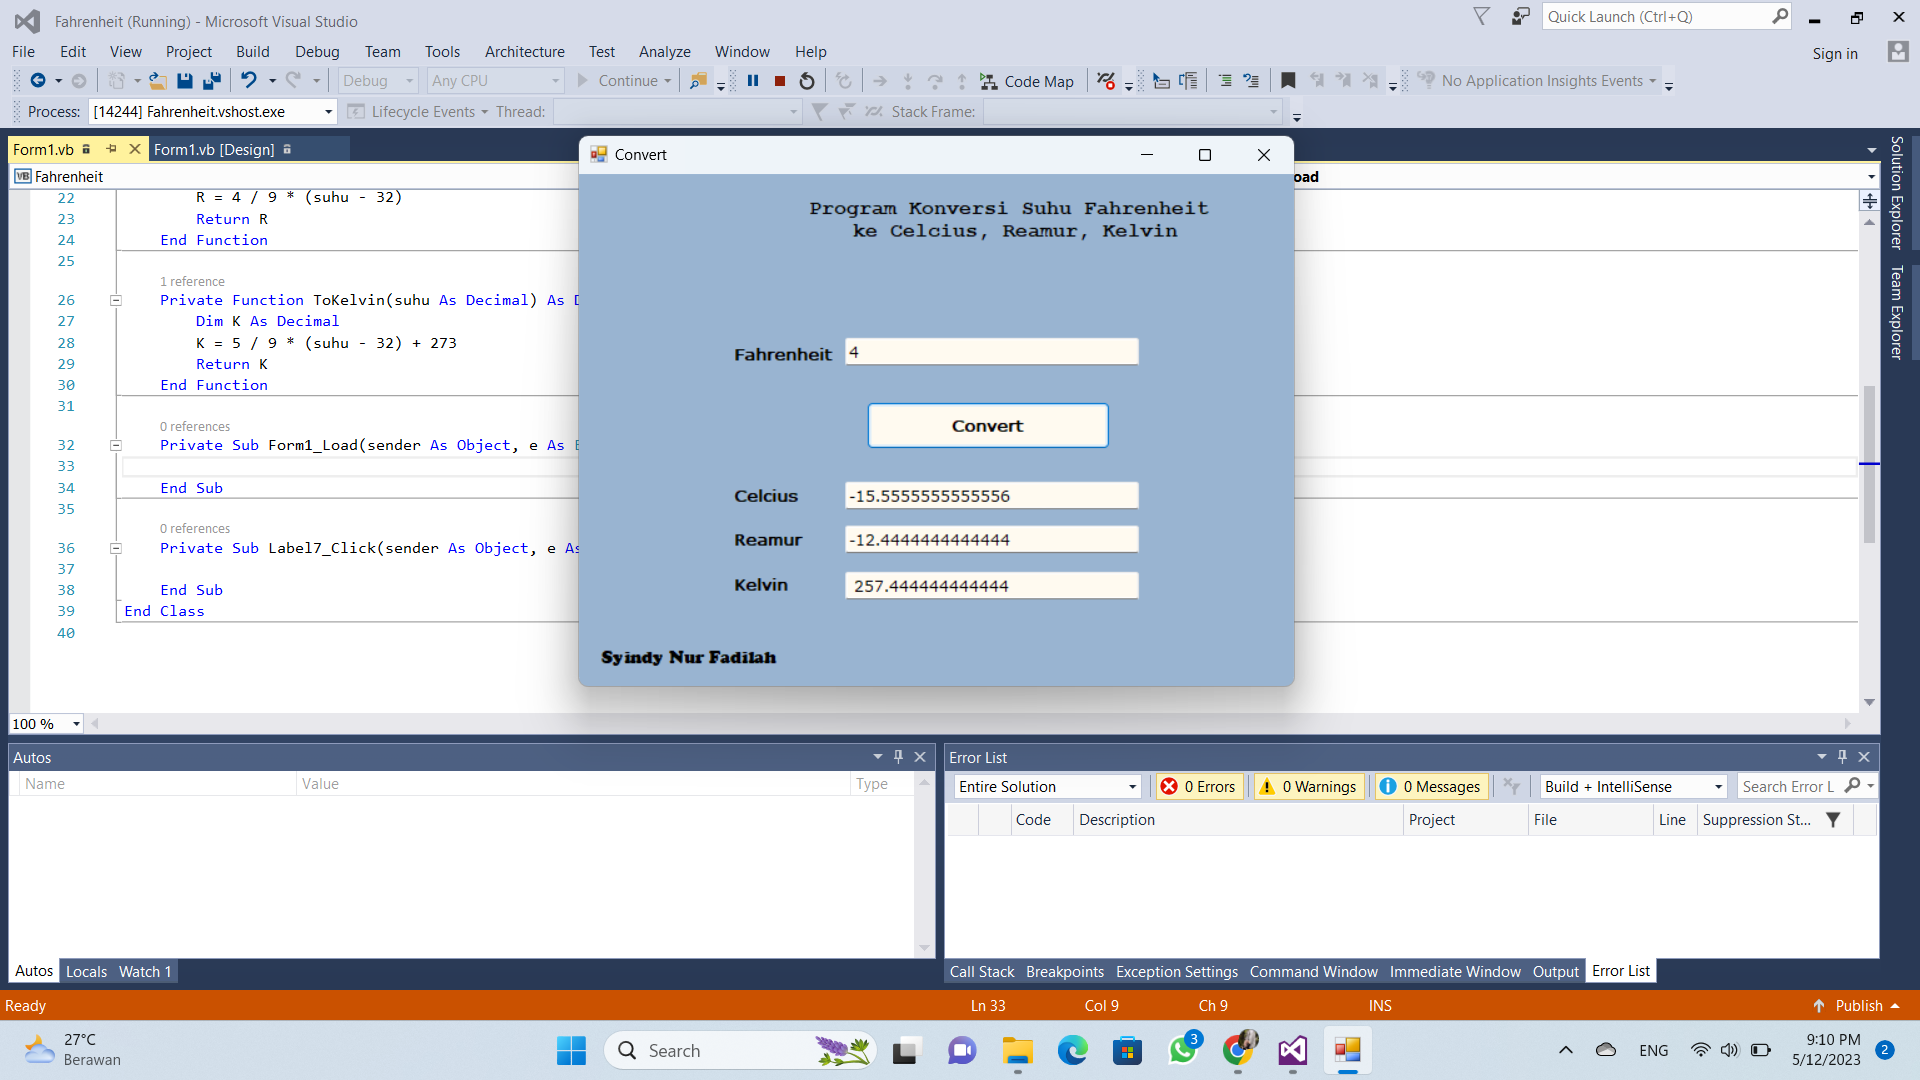 Fahrenheit (Running) - Microsoft Visual Studio
Quick Launch (Ctrl+Q)
File Edit View Project Build Debug Team Tools Architecture Test Analyze Window Help
Sign in
Debug Any CPU Continue Code Map No Application Insights Events
Process: [14244] Fahrenheit.vshost.exe Lifecycle Events Thread: Stack Frame:
Form1.vb Form1.vb [Design]
VB Fahrenheit
oad
22 R = 4 / 9 * (suhu - 32)
23 Return R
24 End Function
25
1 reference
26 Private Function ToKelvin(suhu As Decimal) As D
27 Dim K As Decimal
28 K = 5 / 9 * (suhu - 32) + 273
29 Return K
30 End Function
31
0 references
32 Private Sub Form1_Load(sender As Object, e As E
33
34 End Sub
35
0 references
36 Private Sub Label7_Click(sender As Object, e As
37
38 End Sub
39 End Class
40
100 %
Convert
Program Konversi Suhu Fahrenheit
ke Celcius, Reamur, Kelvin
Fahrenheit 4
Convert
Celcius -15.5555555555556
Reamur -12.4444444444444
Kelvin 257.444444444444
Syindy Nur Fadilah
Solution Explorer
Team Explorer
Autos
Name Value Type
Autos Locals Watch 1
Error List
Entire Solution 0 Errors 0 Warnings 0 Messages Build + IntelliSense Search Error L
Code Description Project File Line Suppression St...
Call Stack Breakpoints Exception Settings Command Window Immediate Window Output Error List
Ready Ln 33 Col 9 Ch 9 INS Publish
27°C
Berawan
Search
3
ENG
9:10 PM
5/12/2023
2